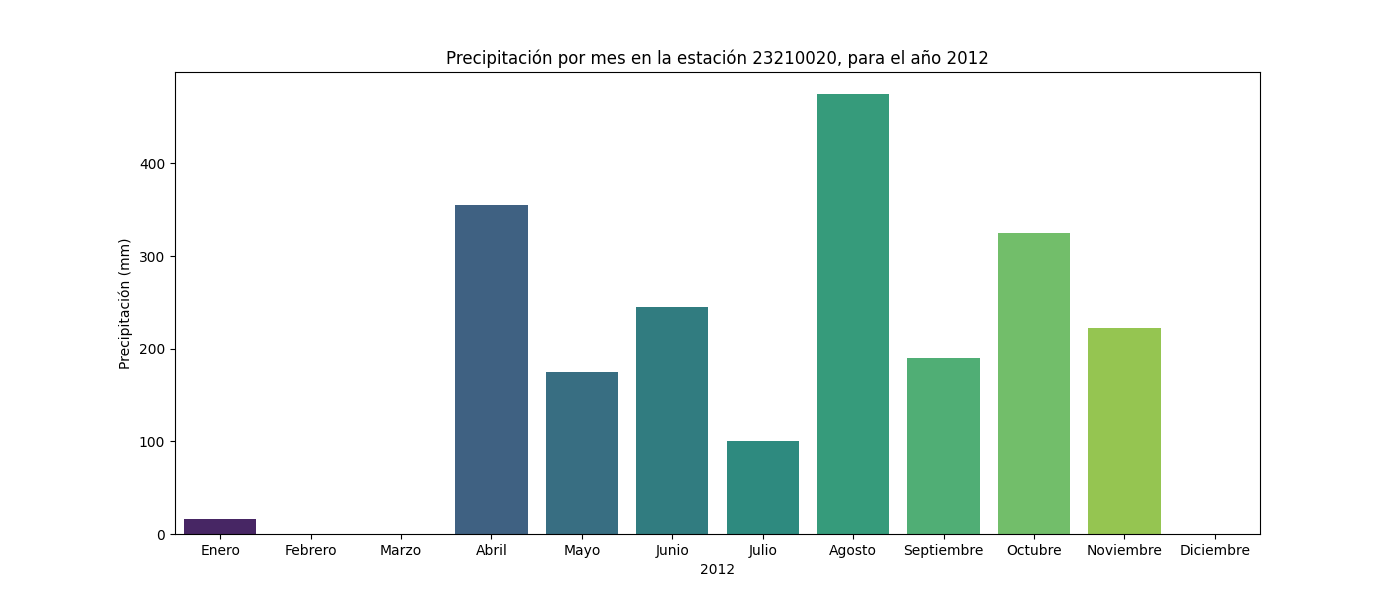 Precipitación por mes en la estación 23210020, para el año 2012
Precipitación (mm)
400
300
200
100
0
Enero Febrero Marzo Abril Mayo Junio Julio Agosto Septiembre Octubre Noviembre Diciembre
2012